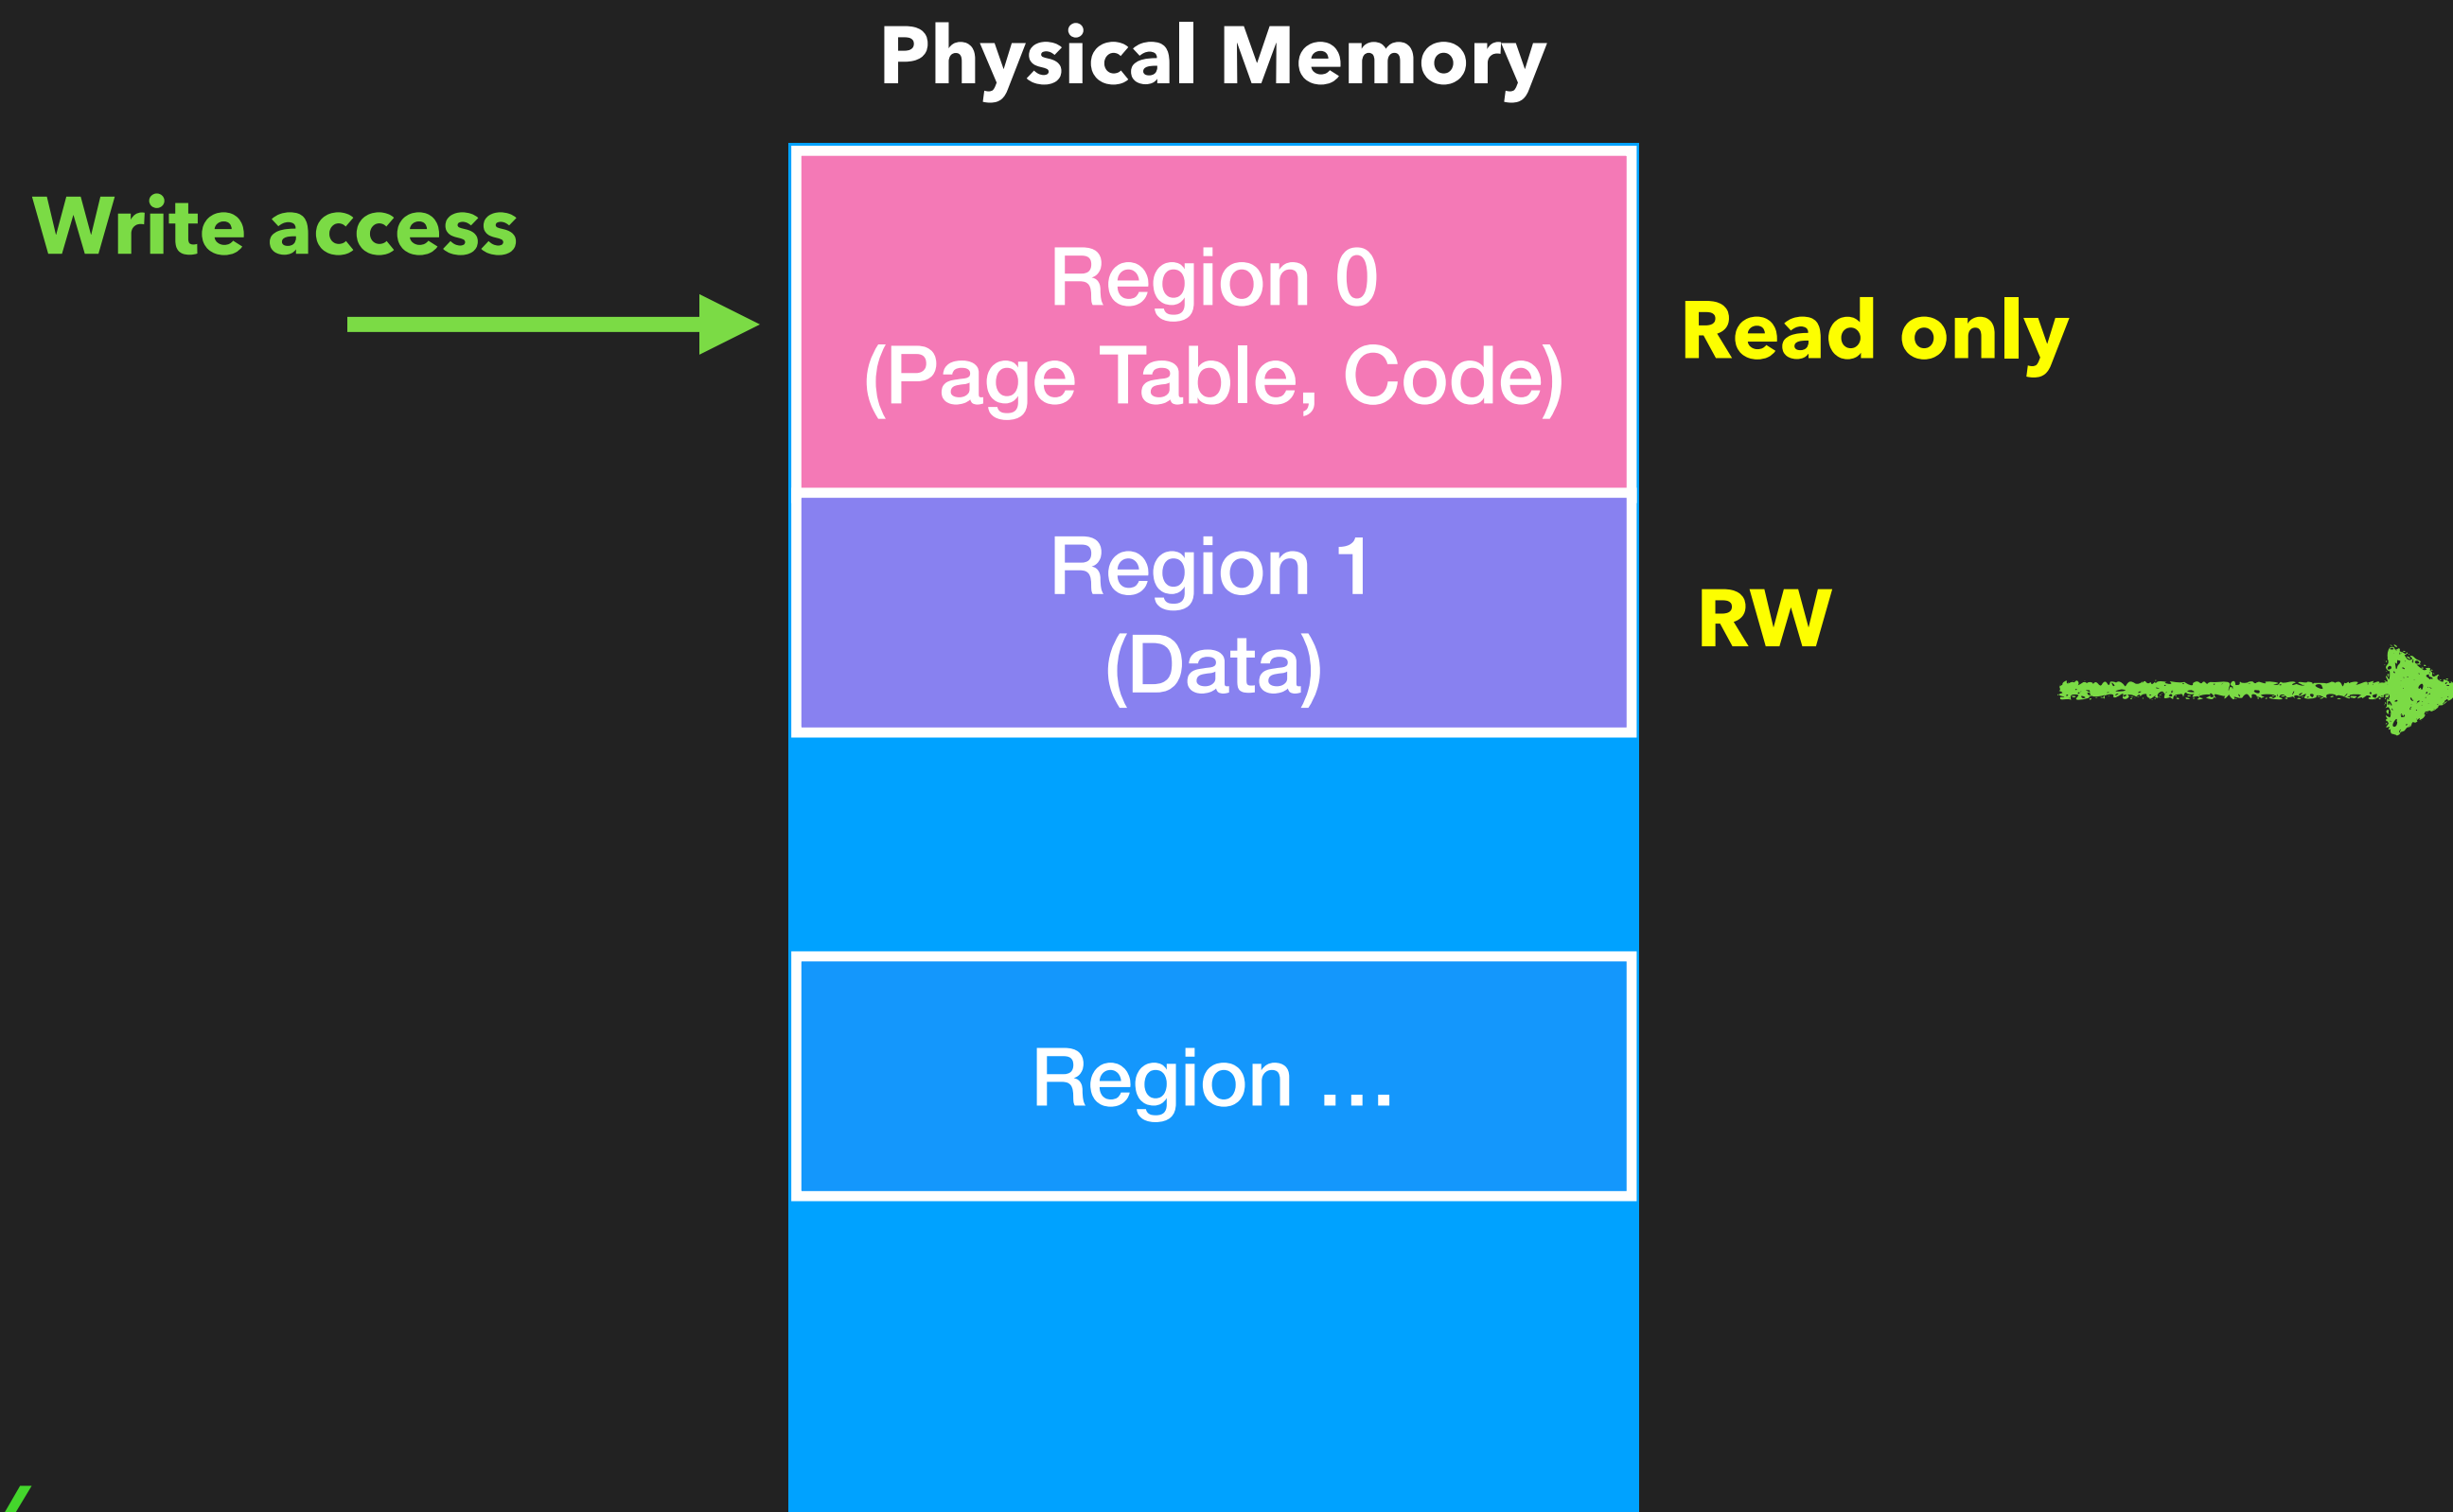 Physical Memory
Write access
Region 0
(Page Table, Code)
Read only
Region 1
(Data)
RW
Region ...